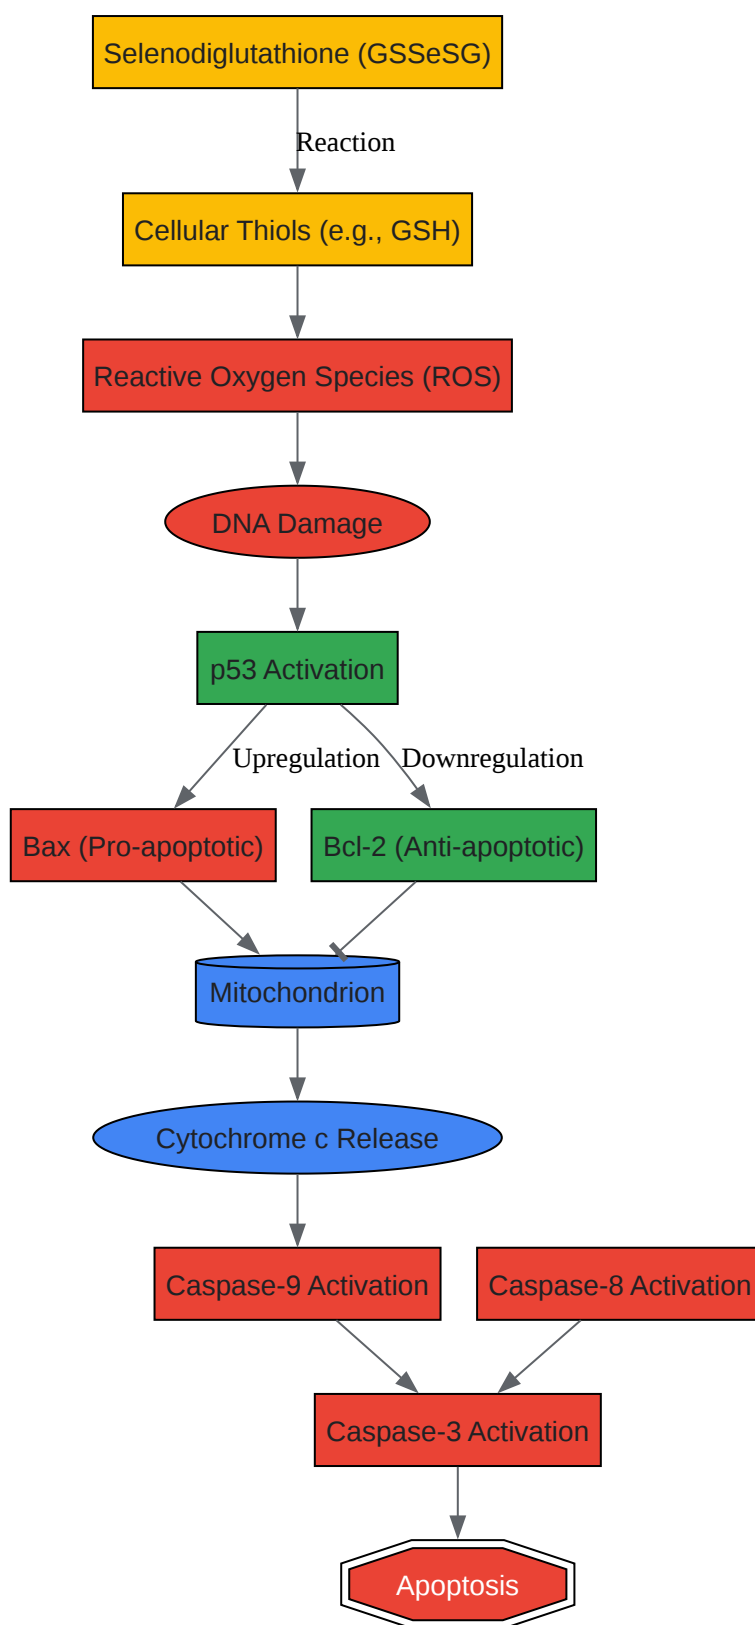 Selenodiglutathione (GSSeSG)
Reaction
Cellular Thiols (e.g., GSH)
Reactive Oxygen Species (ROS)
DNA Damage
p53 Activation
Upregulation
Downregulation
Bax (Pro-apoptotic)
Bcl-2 (Anti-apoptotic)
Mitochondrion
Cytochrome c Release
Caspase-9 Activation
Caspase-8 Activation
Caspase-3 Activation
Apoptosis